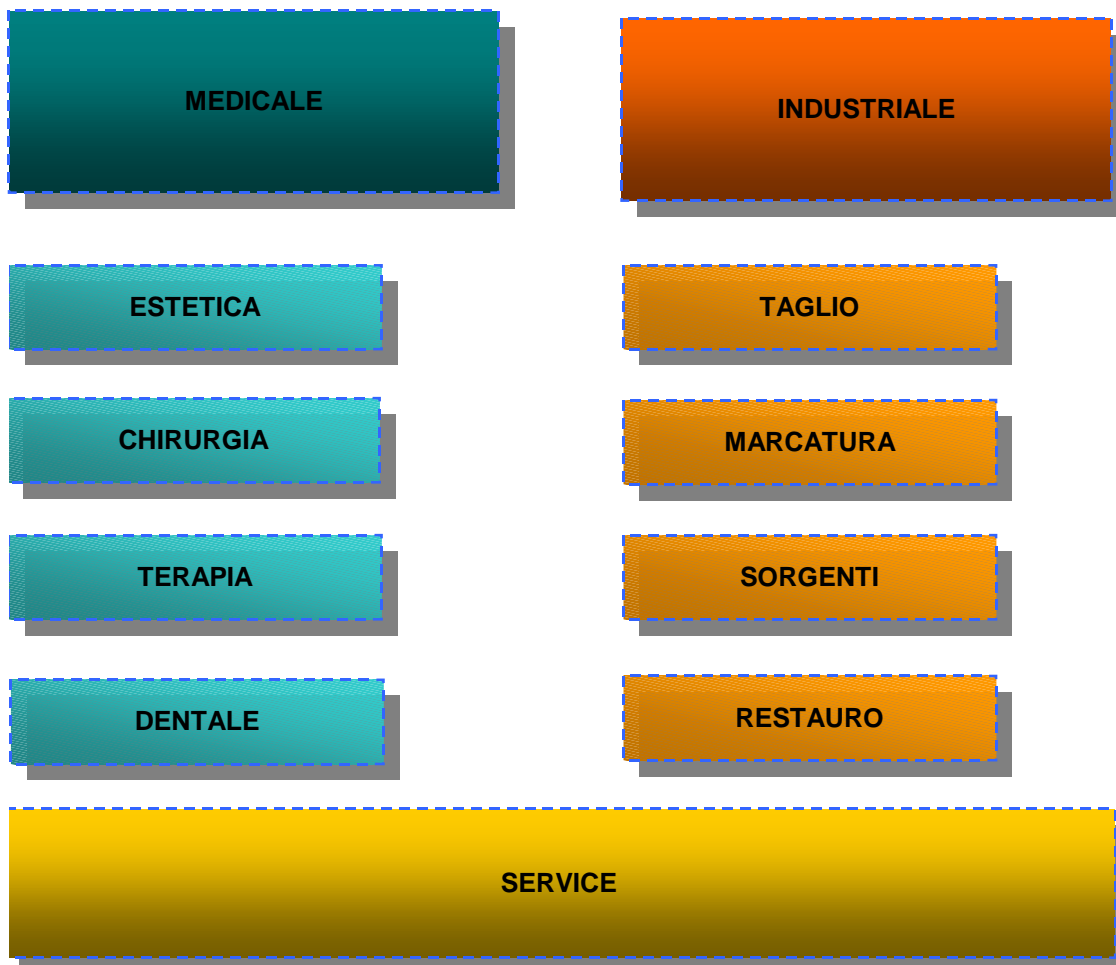 MEDICALE
INDUSTRIALE
ESTETICA
TAGLIO
CHIRURGIA
MARCATURA
TERAPIA
SORGENTI
DENTALE
RESTAURO
SERVICE